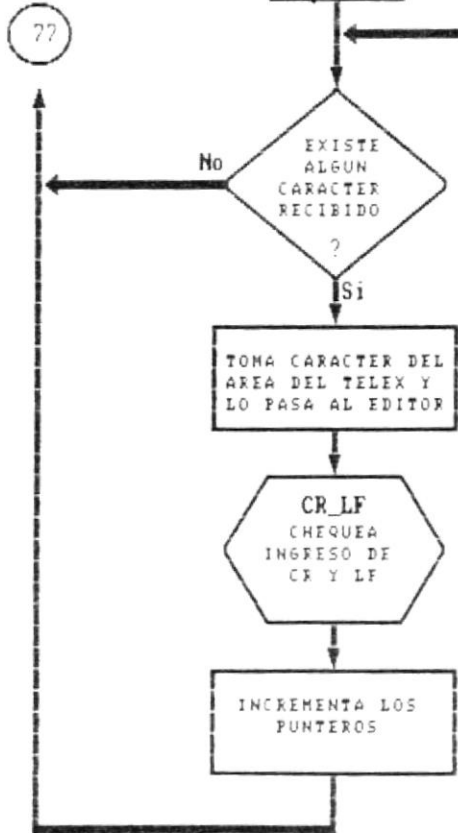 ??
EXISTE
ALGUN
CARACTER
RECIBIDO
?
No
Si
TOMA CARACTER DEL
AREA DEL TELEX Y
LO PASA AL EDITOR
CR_LF
CHEQUEA
INGRESO DE
CR Y LF
INCREMENTA LOS
PUNTEROS